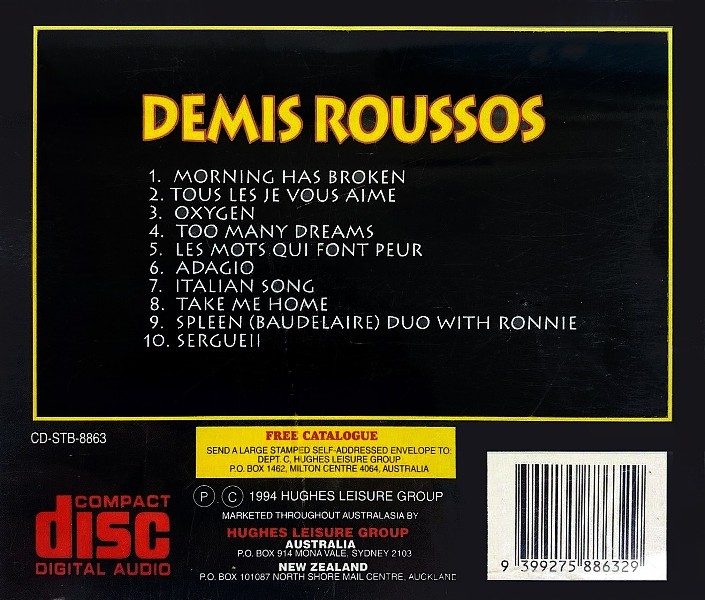 DEMIS ROUSSOS
1. MORNING HAS BROKEN
2. TOUS LES JE VOUS AIME
3. OXYGEN
4. TOO MANY DREAMS
5. LES MOTS QUI FONT PEUR
6. ADAGIO
7. ITALIAN SONG
8. TAKE ME HOME
9. SPLEEN (BAUDELAIRE) DUO WITH RONNIE
10. SERGUEII
CD-STB-8863
FREE CATALOGUE
SEND A LARGE STAMPED SELF-ADDRESSED ENVELOPE TO:
DEPT. C, HUGHES LEISURE GROUP
P.O. BOX 1462, MILTON CENTRE 4064, AUSTRALIA
COMPACT
disc
DIGITAL AUDIO
Ⓟ Ⓒ 1994 HUGHES LEISURE GROUP
MARKETED THROUGHOUT AUSTRALASIA BY
HUGHES LEISURE GROUP
AUSTRALIA
P.O. BOX 914 MONA VALE, SYDNEY 2103
NEW ZEALAND
P.O. BOX 101087 NORTH SHORE MAIL CENTRE, AUCKLAND
9 399275 886329